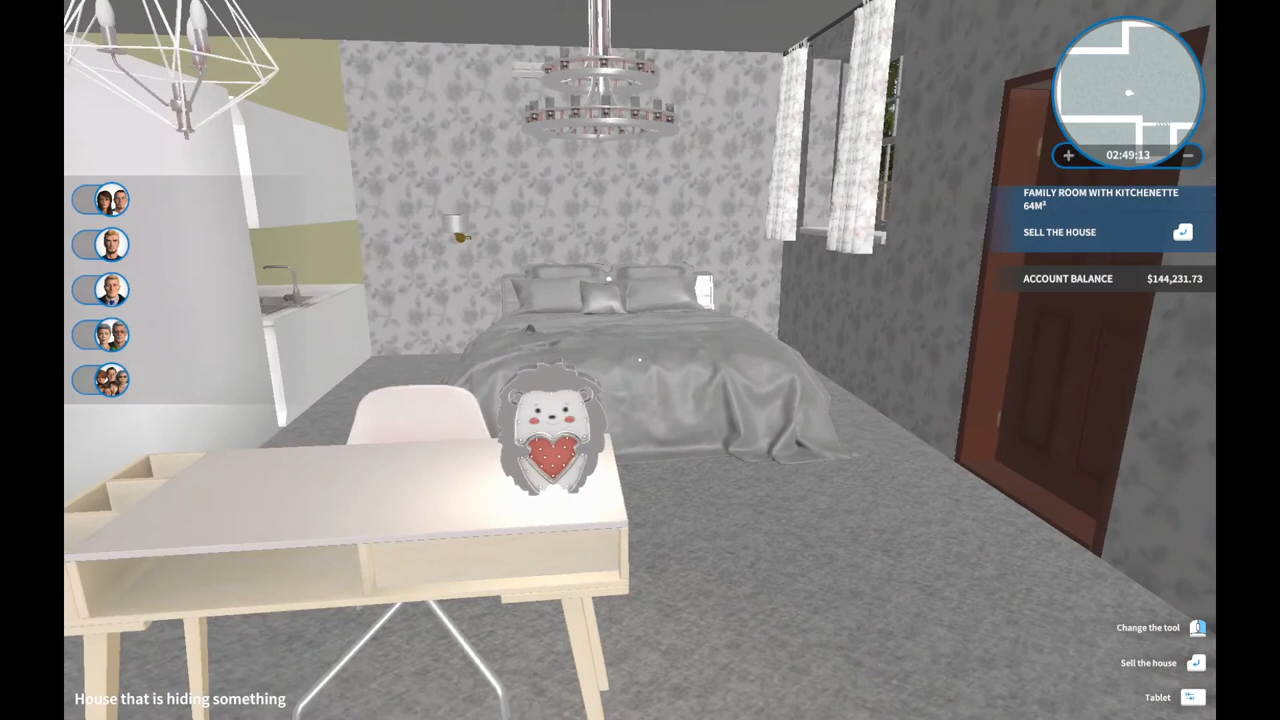 02:49:13
FAMILY ROOM WITH KITCHENETTE
64M²
SELL THE HOUSE
ACCOUNT BALANCE $144,231.73
Change the tool
Sell the house
Tablet
House that is hiding something